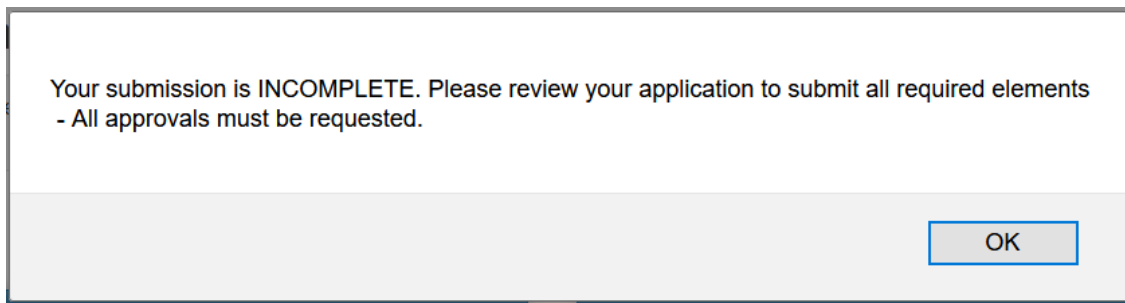 Your submission is INCOMPLETE. Please review your application to submit all required elements
- All approvals must be requested.
OK